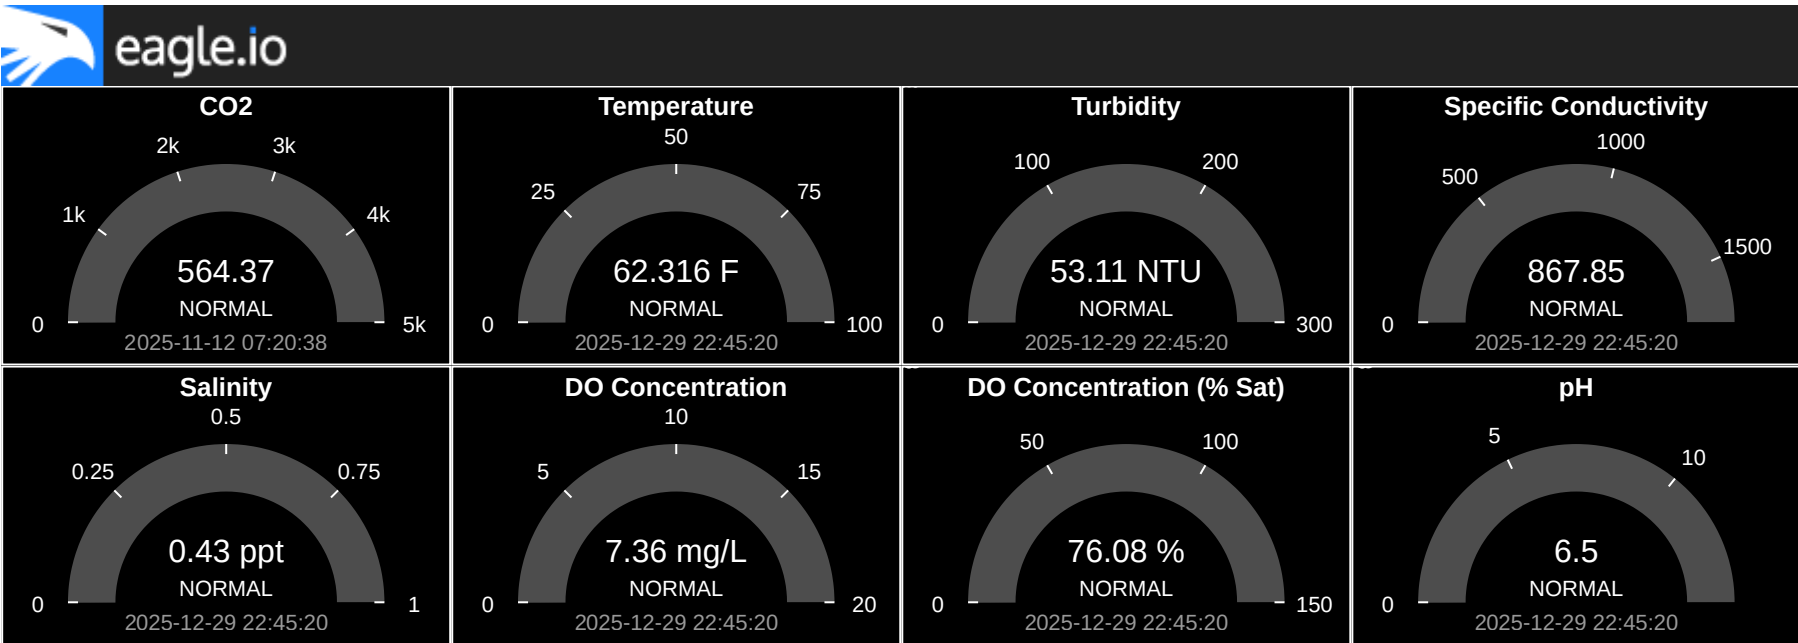 eagle.io
CO2
2k
3k
1k
4k
564.37
NORMAL
0
5k
2025-11-12 07:20:38
Temperature
50
25
75
62.316 F
NORMAL
0
100
2025-12-29 22:45:20
Turbidity
100
200
53.11 NTU
NORMAL
0
300
2025-12-29 22:45:20
Specific Conductivity
1000
500
1500
867.85
NORMAL
0
2025-12-29 22:45:20
Salinity
0.5
0.25
0.75
0.43 ppt
NORMAL
0
1
2025-12-29 22:45:20
DO Concentration
10
5
15
7.36 mg/L
NORMAL
0
20
2025-12-29 22:45:20
DO Concentration (% Sat)
50
100
76.08 %
NORMAL
0
150
2025-12-29 22:45:20
pH
5
10
6.5
NORMAL
0
2025-12-29 22:45:20